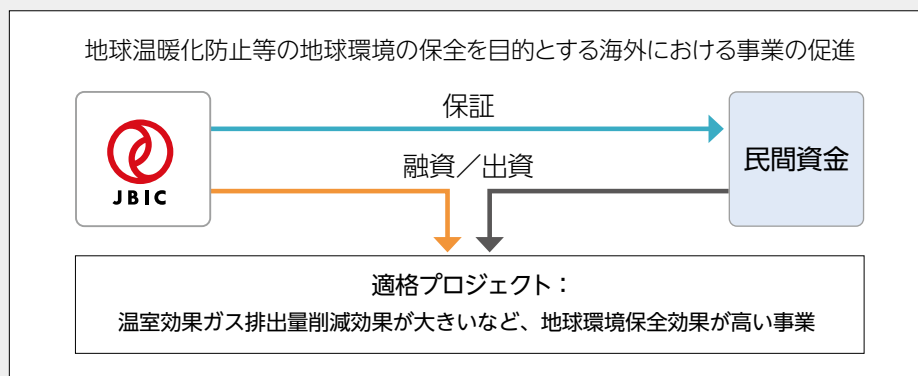 地球温暖化防止等の地球環境の保全を目的とする海外における事業の促進
保証
JBIC
民間資金
融資／出資
適格プロジェクト：
温室効果ガス排出量削減効果が大きいなど、地球環境保全効果が高い事業